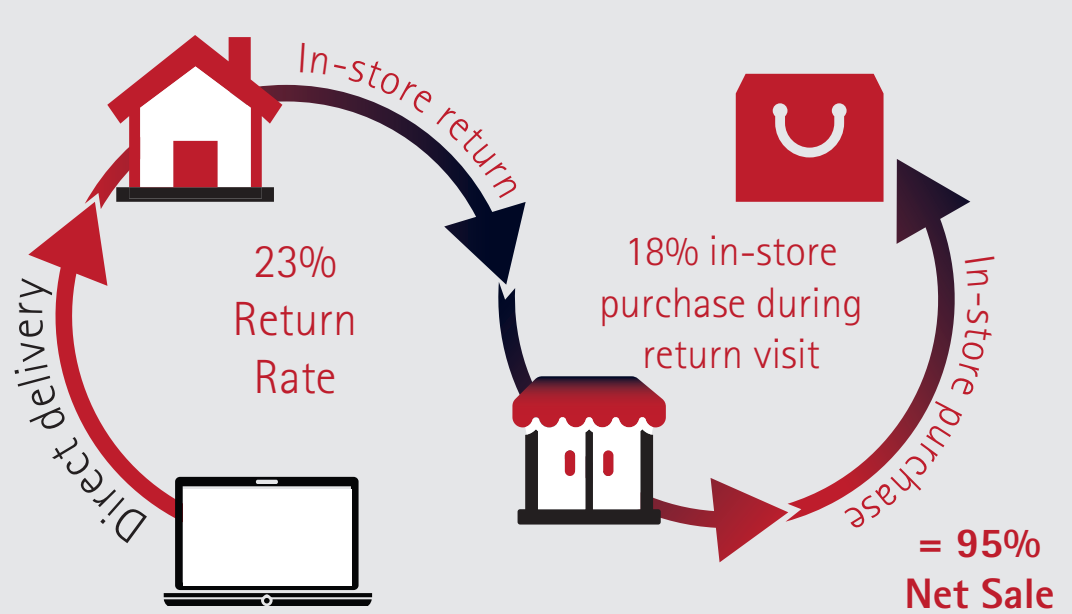 Direct delivery
In-store return
23%
Return
Rate
18% in-store
purchase during
return visit
In-store purchase
= 95%
Net Sale